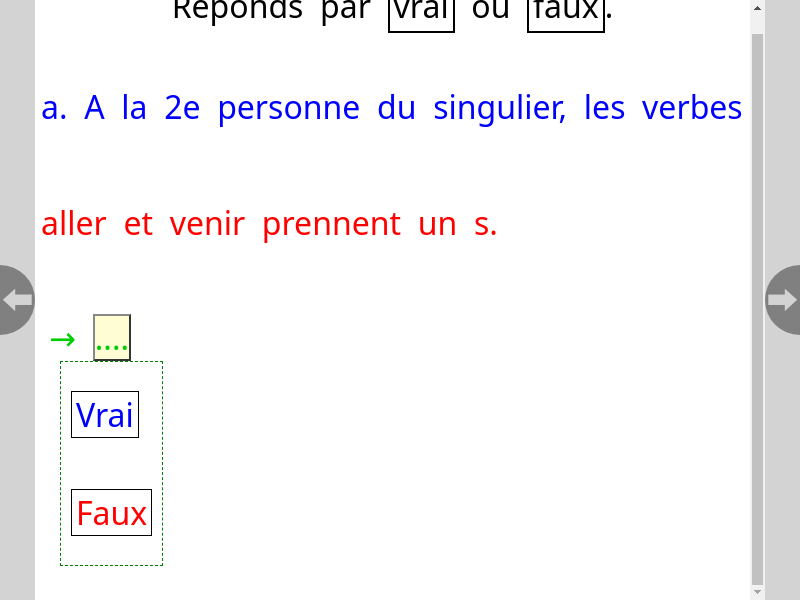 Réponds par vrai ou faux.
a. A la 2e personne du singulier, les verbes
aller et venir prennent un s.
→ ....
Vrai
Faux